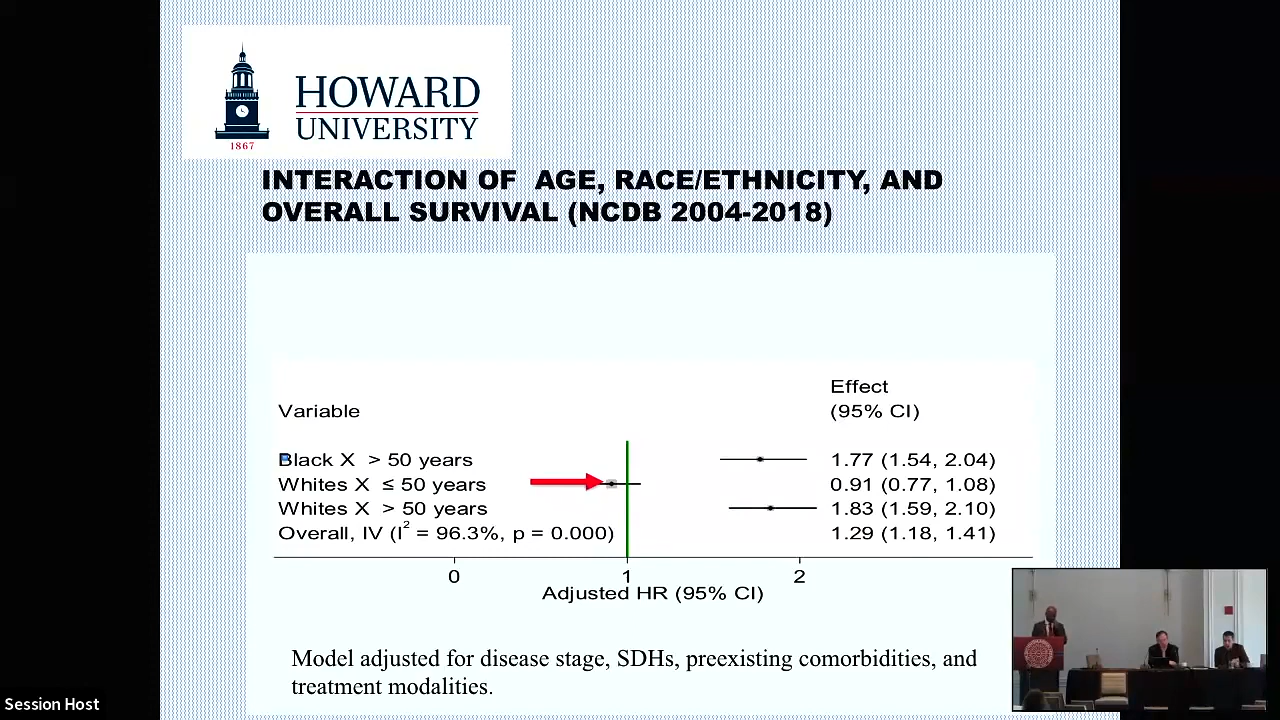 HOWARD
UNIVERSITY
1867
INTERACTION OF AGE, RACE/ETHNICITY, AND
OVERALL SURVIVAL (NCDB 2004-2018)
Effect
Variable (95% CI)
Black X > 50 years 1.77 (1.54, 2.04)
Whites X ≤ 50 years 0.91 (0.77, 1.08)
Whites X > 50 years 1.83 (1.59, 2.10)
Overall, IV (I² = 96.3%, p = 0.000) 1.29 (1.18, 1.41)
0 1 2
Adjusted HR (95% CI)
Model adjusted for disease stage, SDHs, preexisting comorbidities, and
treatment modalities.
Session Host